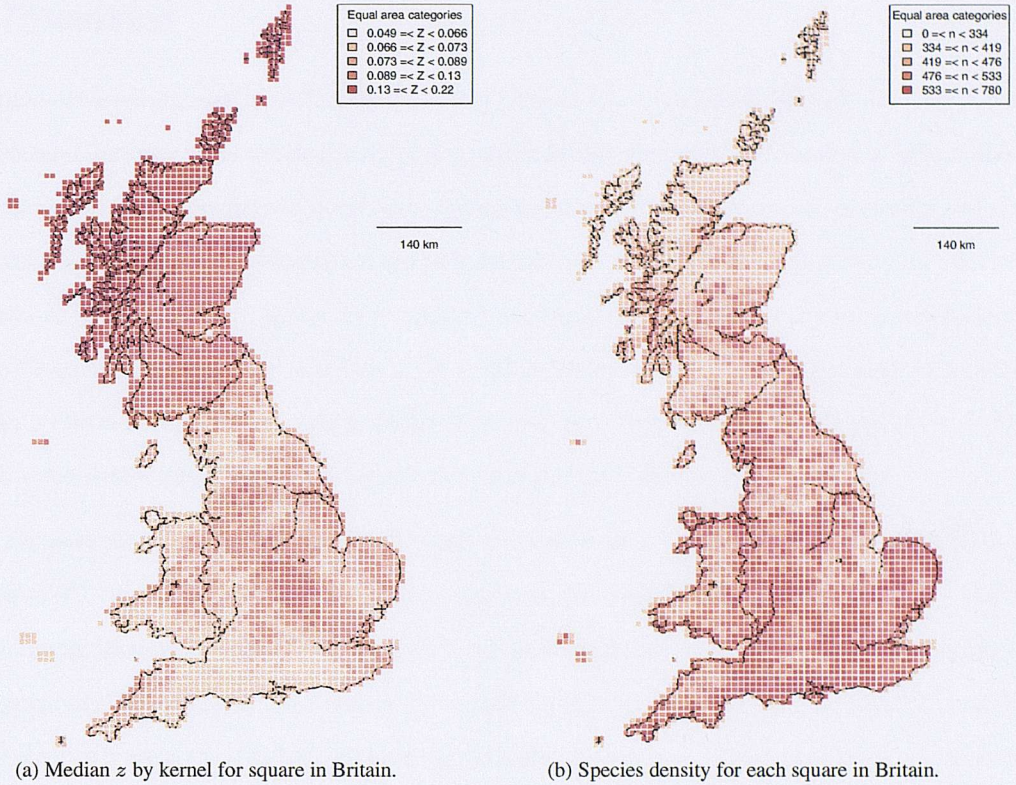 Equal area categories
0.049 =< Z < 0.066
0.066 =< Z < 0.073
0.073 =< Z < 0.089
0.089 =< Z < 0.13
0.13 =< Z < 0.22
140 km
(a) Median z by kernel for square in Britain.
Equal area categories
0 =< n < 334
334 =< n < 419
419 =< n < 476
476 =< n < 533
533 =< n < 780
140 km
(b) Species density for each square in Britain.